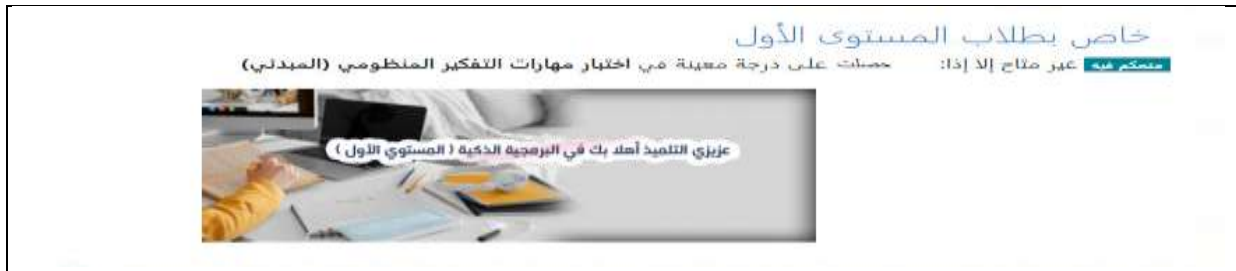 خاص بطلاب المستوى الأول
متحكم فيه غير متاح إلا إذا: حصلت على درجة معينة في اختبار مهارات التفكير المنظومي (المبدئي)
عزيزي التلميذ أهلا بك في البرمجية الذكية ( المستوي الأول )